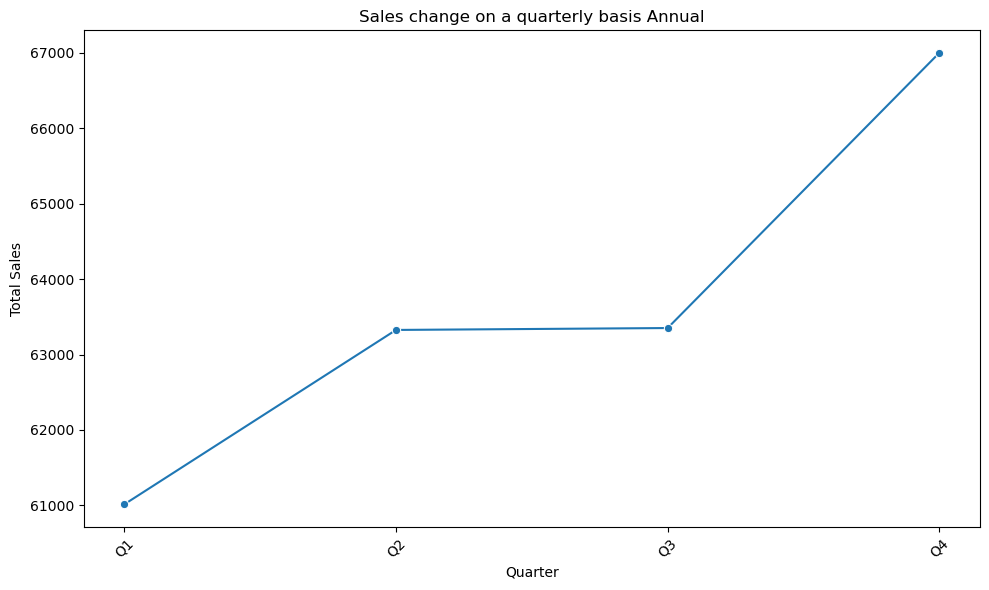 Sales change on a quarterly basis Annual
67000
66000
65000
64000
63000
62000
61000
Total Sales
Q1
Q2
Q3
Q4
Quarter